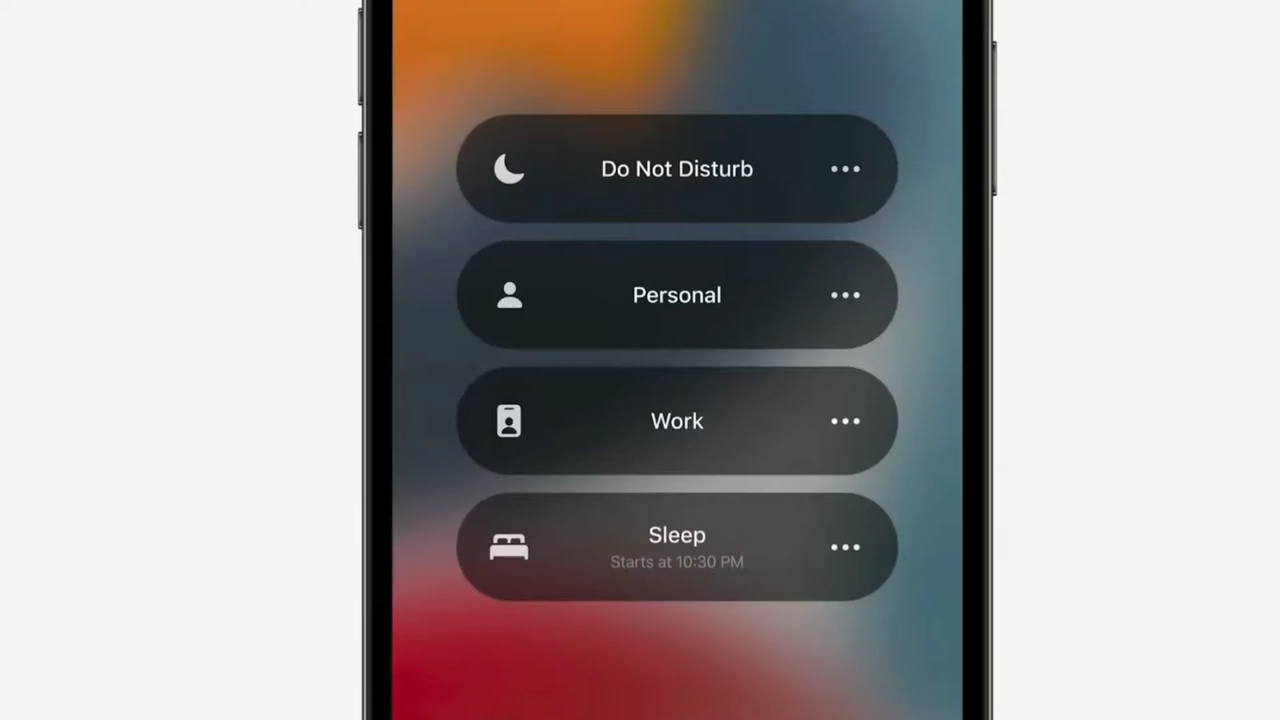 Do Not Disturb
Personal
Work
Sleep
Starts at 10:30 PM